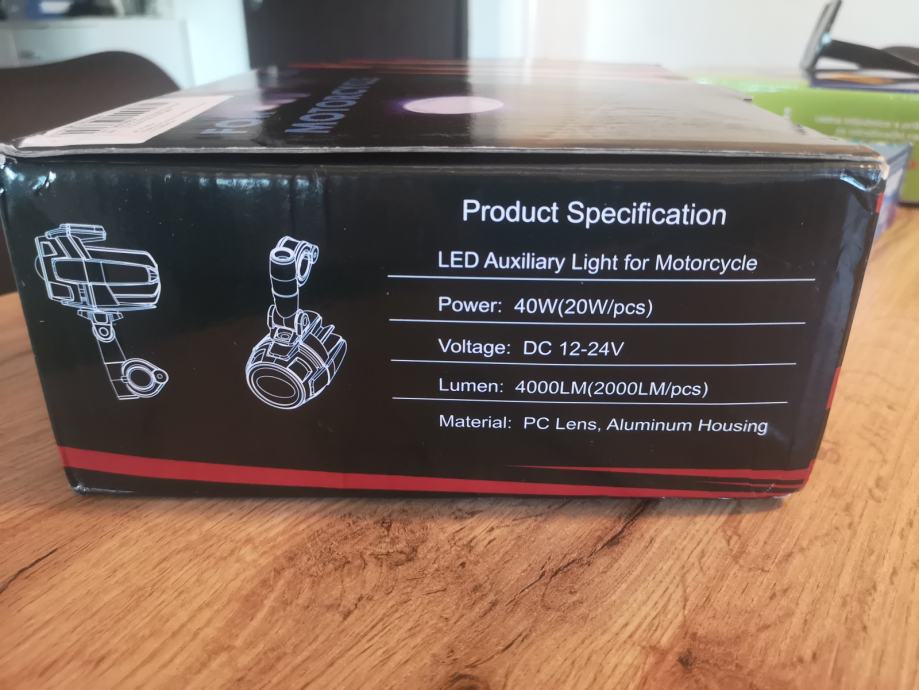 MOTORCYCLE
Product Specification
LED Auxiliary Light for Motorcycle
Power: 40W(20W/pcs)
Voltage: DC 12-24V
Lumen: 4000LM(2000LM/pcs)
Material: PC Lens, Aluminum Housing